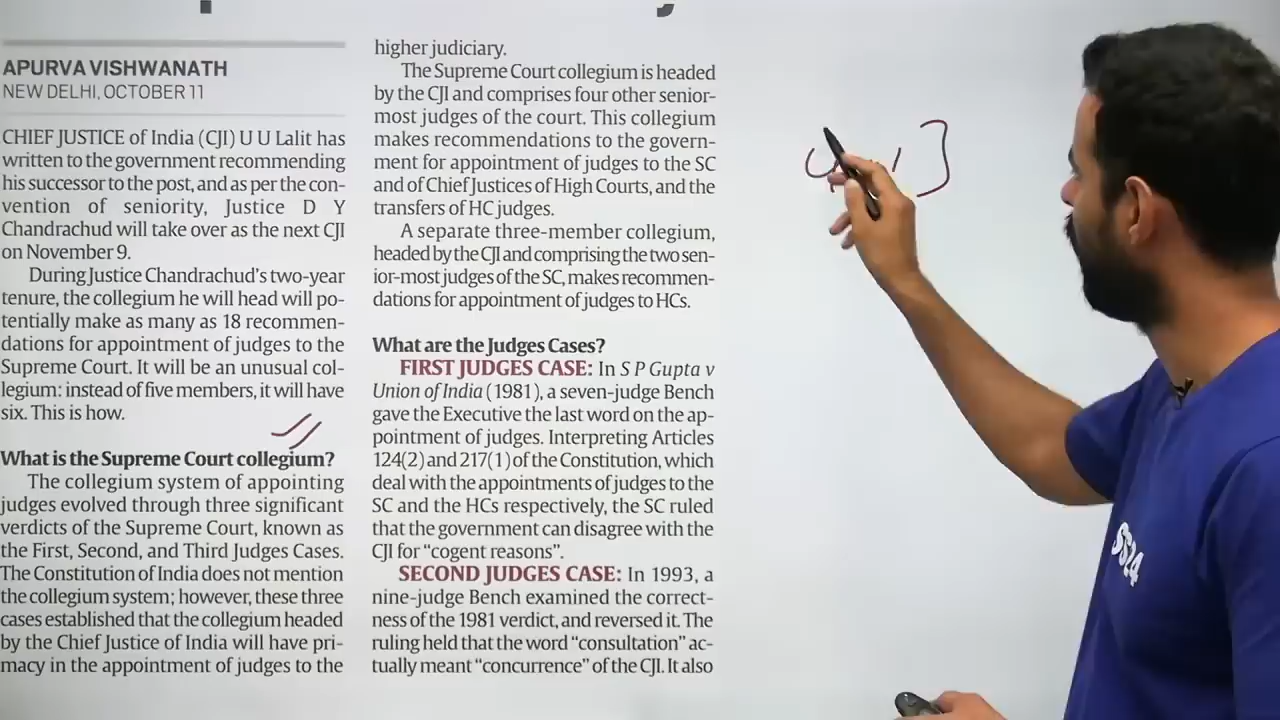 APURVA VISHWANATH
NEW DELHI, OCTOBER 11
CHIEF JUSTICE of India (CJI) U U Lalit has
written to the government recommending
his successor to the post, and as per the con-
vention of seniority, Justice D Y
Chandrachud will take over as the next CJI
on November 9.
During Justice Chandrachud's two-year
tenure, the collegium he will head will po-
tentially make as many as 18 recommen-
dations for appointment of judges to the
Supreme Court. It will be an unusual col-
legium: instead of five members, it will have
six. This is how.
What is the Supreme Court collegium?
The collegium system of appointing
judges evolved through three significant
verdicts of the Supreme Court, known as
the First, Second, and Third Judges Cases.
The Constitution of India does not mention
the collegium system; however, these three
cases established that the collegium headed
by the Chief Justice of India will have pri-
macy in the appointment of judges to the
higher judiciary.
The Supreme Court collegium is headed
by the CJI and comprises four other senior-
most judges of the court. This collegium
makes recommendations to the govern-
ment for appointment of judges to the SC
and of Chief Justices of High Courts, and the
transfers of HC judges.
A separate three-member collegium,
headed by the CJI and comprising the two sen-
ior-most judges of the SC, makes recommen-
dations for appointment of judges to HCs.
What are the Judges Cases?
FIRST JUDGES CASE: In S P Gupta v
Union of India (1981), a seven-judge Bench
gave the Executive the last word on the ap-
pointment of judges. Interpreting Articles
124(2) and 217(1) of the Constitution, which
deal with the appointments of judges to the
SC and the HCs respectively, the SC ruled
that the government can disagree with the
CJI for "cogent reasons".
SECOND JUDGES CASE: In 1993, a
nine-judge Bench examined the correct-
ness of the 1981 verdict, and reversed it. The
ruling held that the word "consultation" ac-
tually meant "concurrence" of the CJI. It also